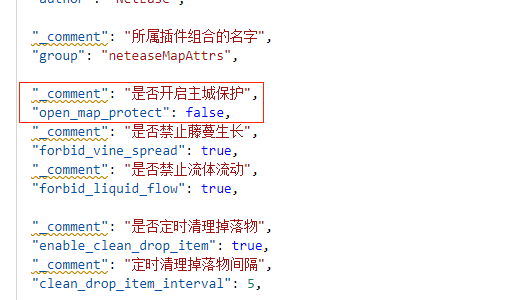 "author": "NetEase",
"_comment": "所属插件组合的名字",
"group": "neteaseMapAttrs",
"_comment": "是否开启主城保护",
"open_map_protect": false,
"_comment": "是否禁止藤蔓生长",
"forbid_vine_spread": true,
"_comment": "是否禁止流体流动",
"forbid_liquid_flow": true,
"_comment": "是否定时清理掉落物",
"enable_clean_drop_item": true,
"_comment": "定时清理掉落物间隔",
"clean_drop_item_interval": 5,